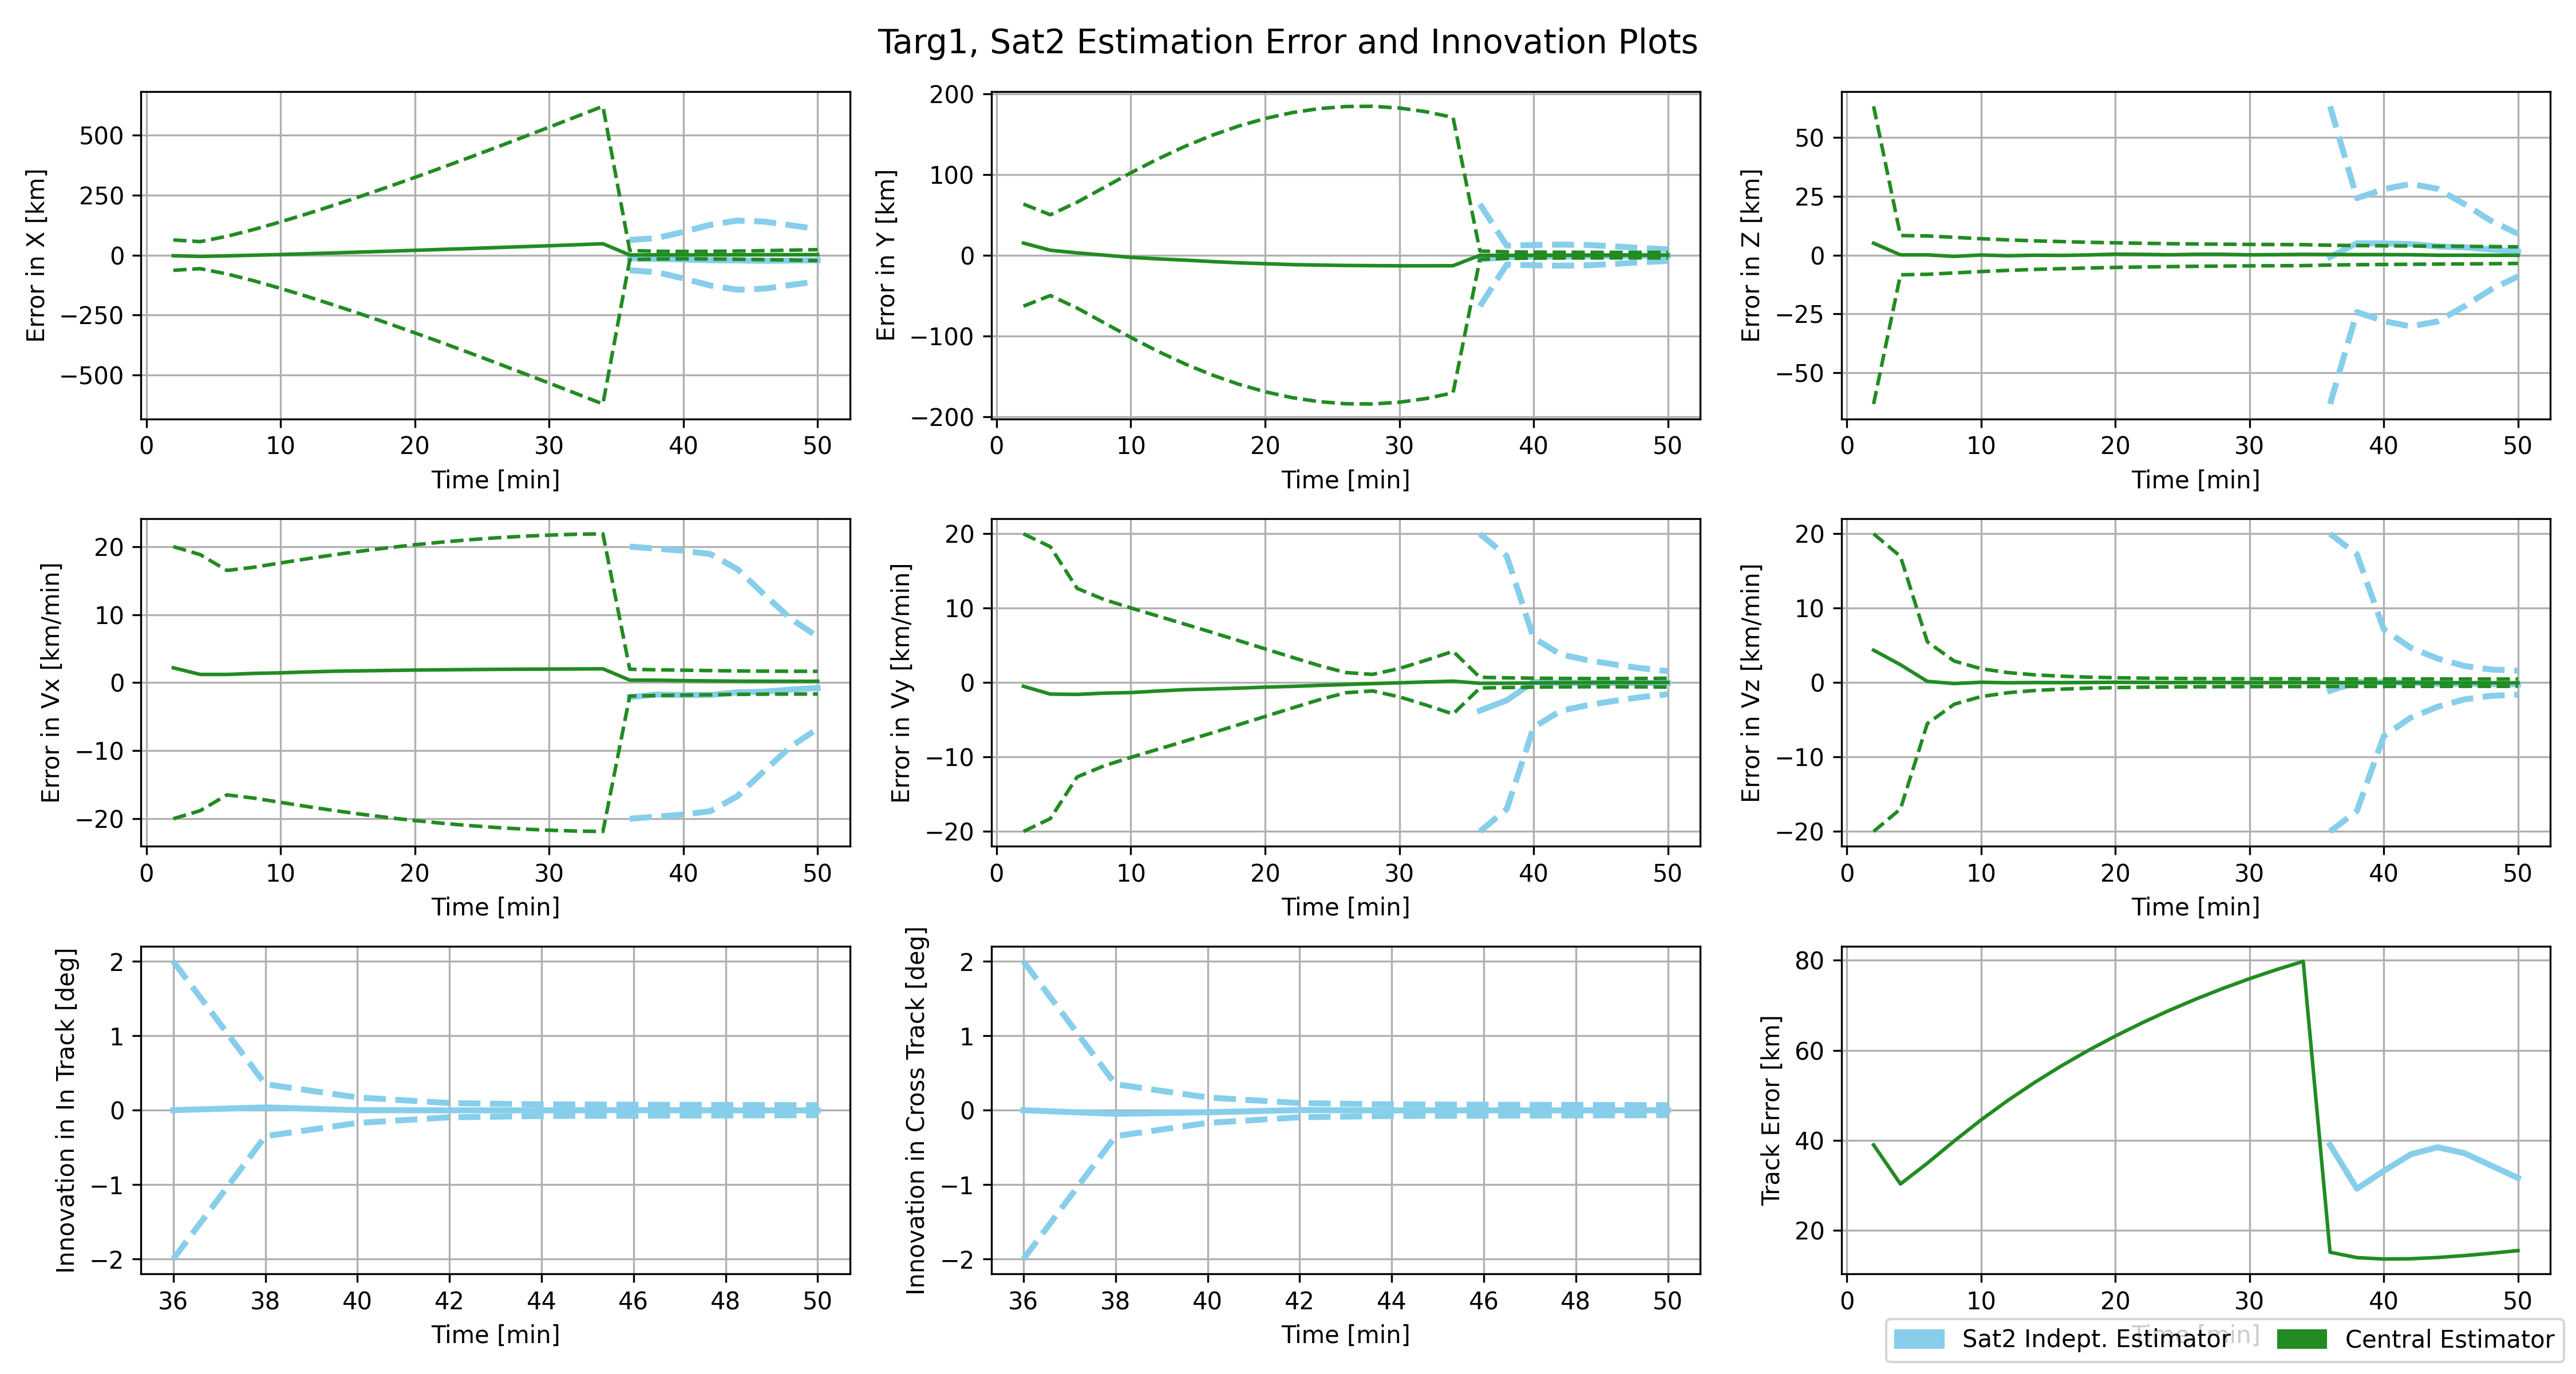 Targ1, Sat2 Estimation Error and Innovation Plots
Error in X [km]
500
250
0
−250
−500
0 10 20 30 40 50
Time [min]
Error in Y [km]
200
100
0
−100
−200
0 10 20 30 40 50
Time [min]
Error in Z [km]
50
25
0
−25
−50
0 10 20 30 40 50
Time [min]
Error in Vx [km/min]
20
10
0
−10
−20
0 10 20 30 40 50
Time [min]
Error in Vy [km/min]
20
10
0
−10
−20
0 10 20 30 40 50
Time [min]
Error in Vz [km/min]
20
10
0
−10
−20
0 10 20 30 40 50
Time [min]
Innovation in In Track [deg]
2
1
0
−1
−2
36 38 40 42 44 46 48 50
Time [min]
Innovation in Cross Track [deg]
2
1
0
−1
−2
36 38 40 42 44 46 48 50
Time [min]
Track Error [km]
80
60
40
20
0 10 20 30 40 50
Time [min]
Sat2 Indept. Estimator Central Estimator